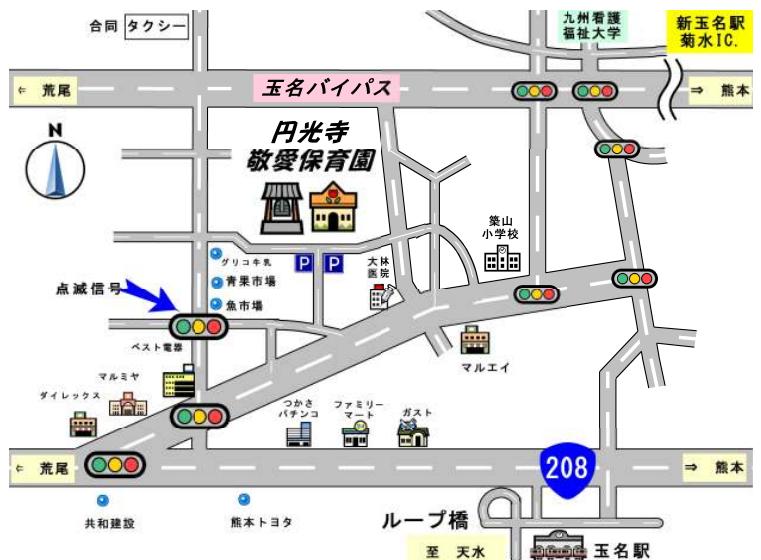 合同 タクシー
九州看護
福祉大学
新玉名駅
菊水IC.
⇐ 荒尾
玉名バイパス
⇒ 熊本
N
円光寺
敬愛保育園
築山
小学校
グリコ牛乳
P P
大林
医院
青果市場
点滅信号
魚市場
ベスト電器
マルエイ
マルミヤ
ダイレックス
つかさ
パチンコ
ファミリー
マート
ガスト
⇐ 荒尾
208
⇒ 熊本
共和建設
熊本トヨタ
ループ橋
至 天水
玉名駅